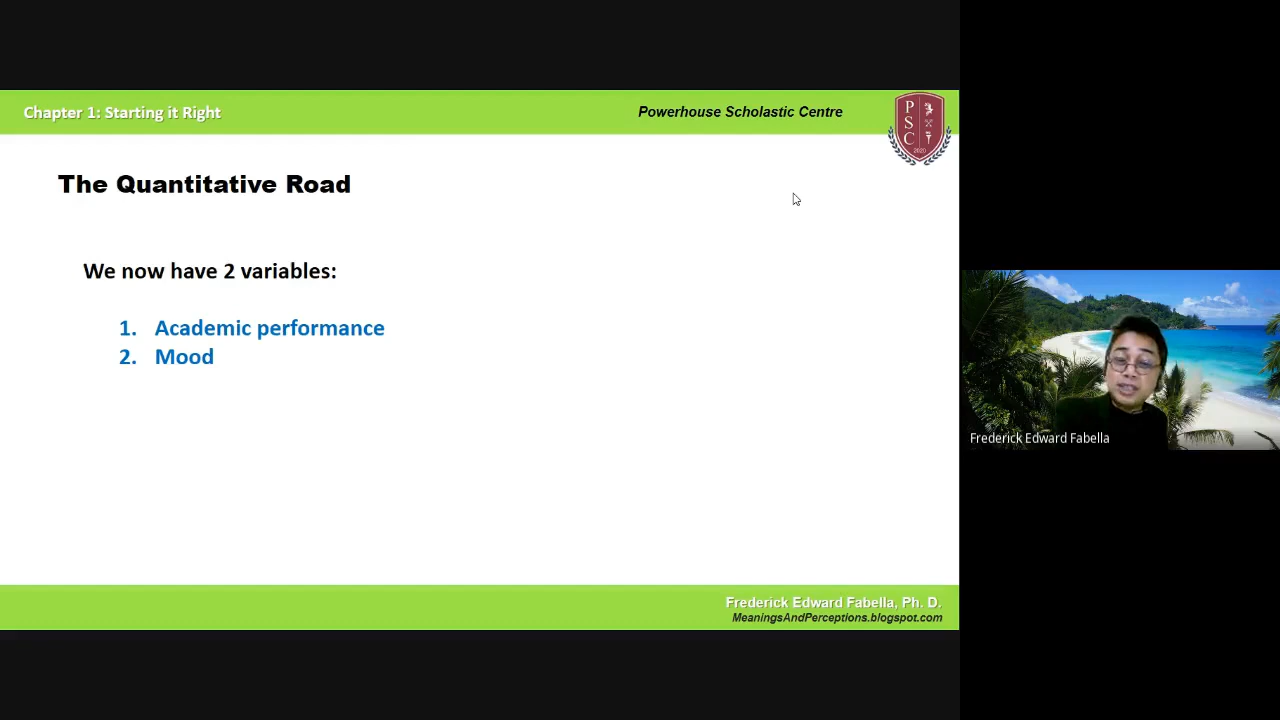 Chapter 1: Starting it Right
Powerhouse Scholastic Centre
P
S
C
2020
The Quantitative Road
We now have 2 variables:
1. Academic performance
2. Mood
Frederick Edward Fabella
Frederick Edward Fabella, Ph. D.
MeaningsAndPerceptions.blogspot.com